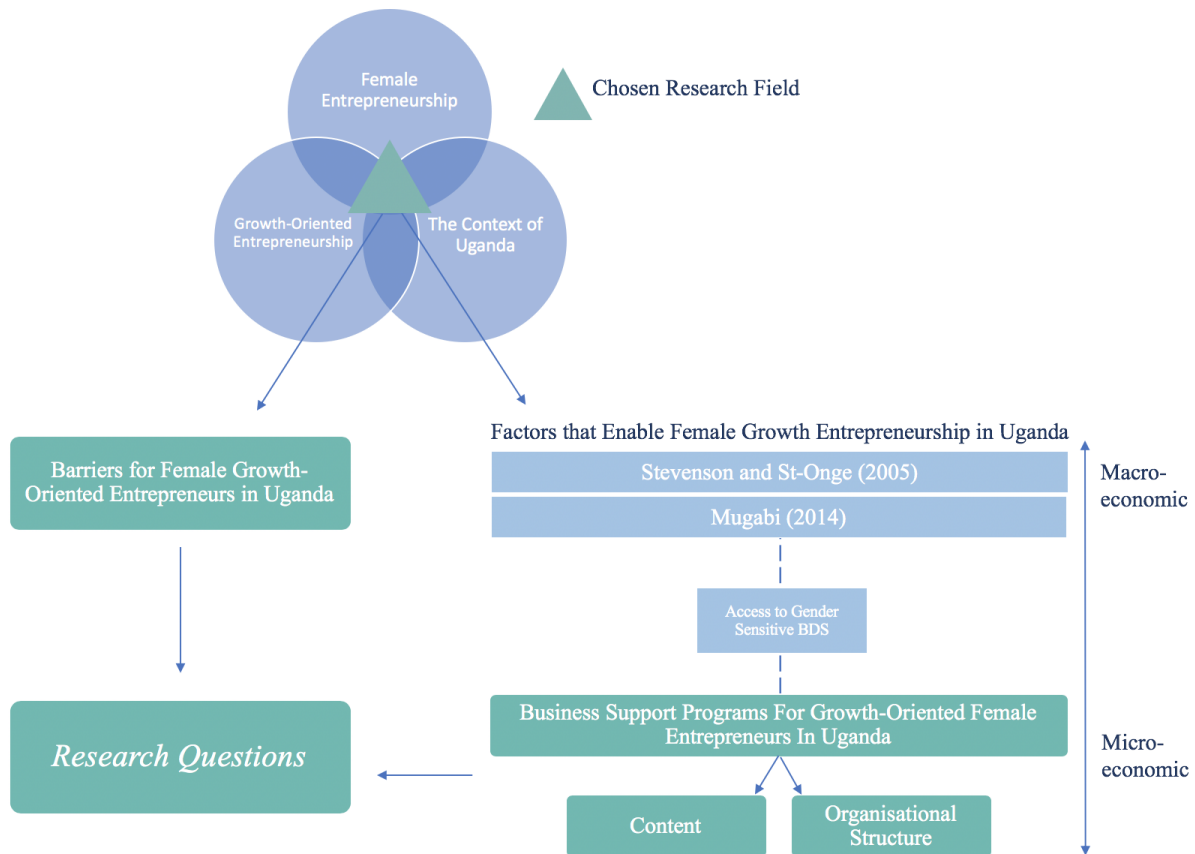 Female
Entrepreneurship
Chosen Research Field
Growth-Oriented
Entrepreneurship
The Context of
Uganda
Factors that Enable Female Growth Entrepreneurship in Uganda
Barriers for Female Growth-
Oriented Entrepreneurs in Uganda
Stevenson and St-Onge (2005)
Mugabi (2014)
Macro-
economic
Access to Gender
Sensitive BDS
Research Questions
Business Support Programs For Growth-Oriented Female
Entrepreneurs In Uganda
Micro-
economic
Content
Organisational
Structure